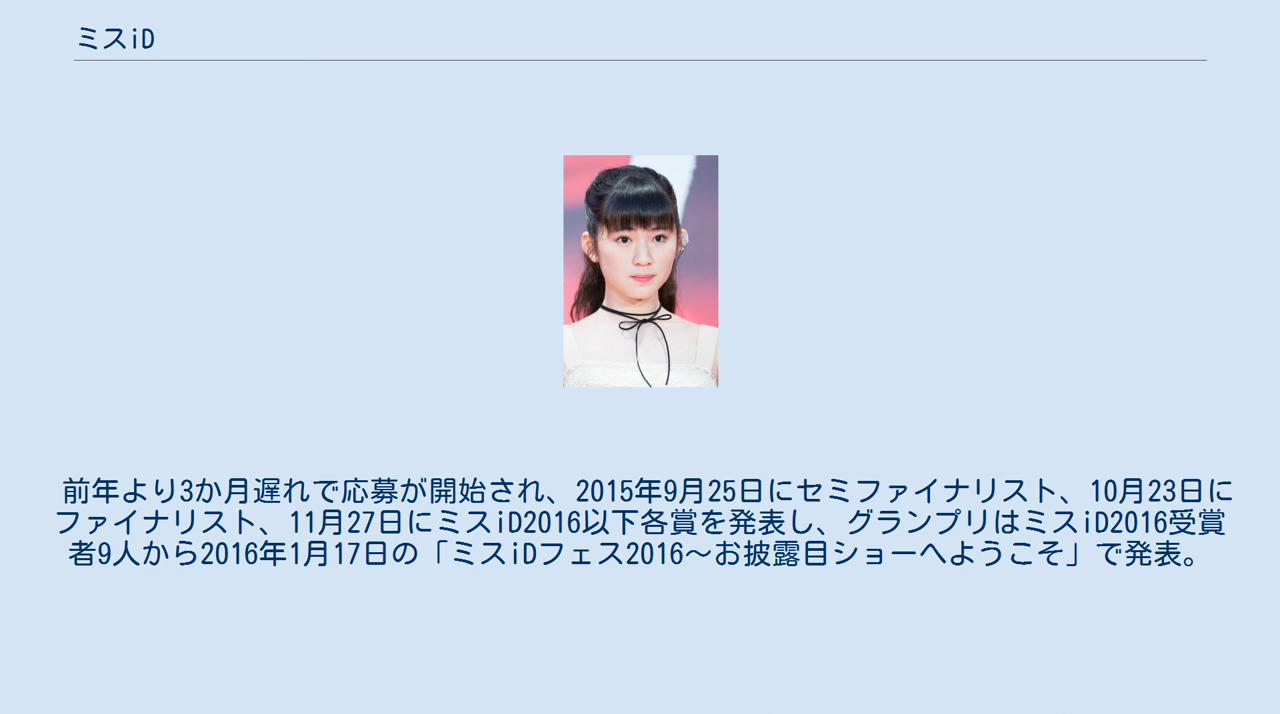 ミスiD
前年より3か月遅れで応募が開始され、2015年9月25日にセミファイナリスト、10月23日に
ファイナリスト、11月27日にミスiD2016以下各賞を発表し、グランプリはミスiD2016受賞
者9人から2016年1月17日の「ミスiDフェス2016〜お披露目ショーへようこそ」で発表。